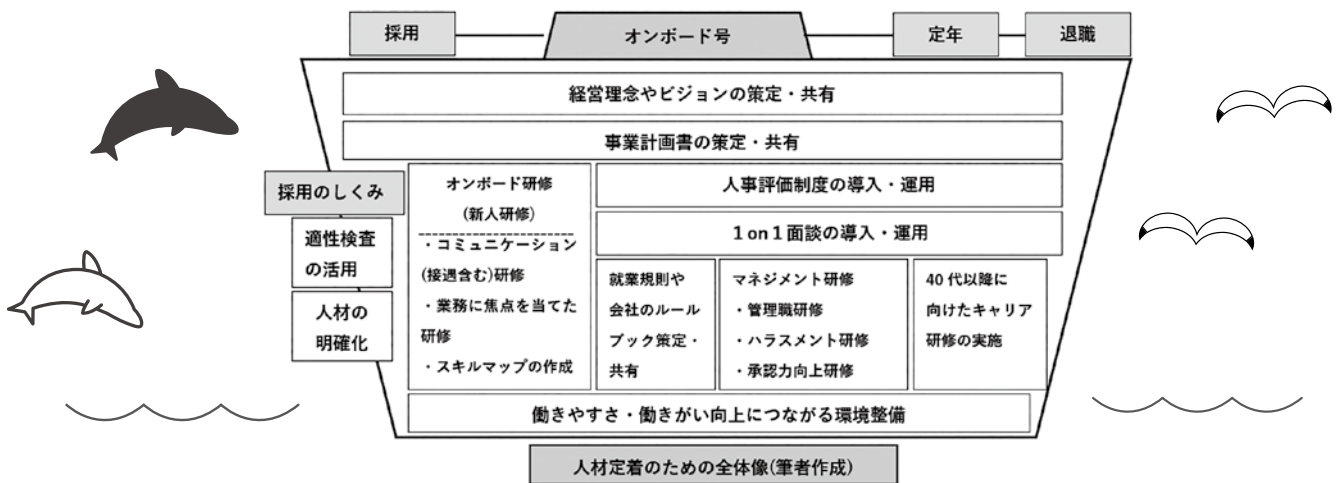 採用
オンボード号
定年
退職
経営理念やビジョンの策定・共有
事業計画書の策定・共有
採用のしくみ
適性検査
の活用
人材の
明確化
オンボード研修
(新人研修)
・コミュニケーション
(接遇含む)研修
・業務に焦点を当てた
研修
・スキルマップの作成
人事評価制度の導入・運用
1 on 1 面談の導入・運用
就業規則や
会社のルール
ブック策定・
共有
マネジメント研修
・管理職研修
・ハラスメント研修
・承認力向上研修
40 代以降に
向けたキャリア
研修の実施
働きやすさ・働きがい向上につながる環境整備
人材定着のための全体像(筆者作成)